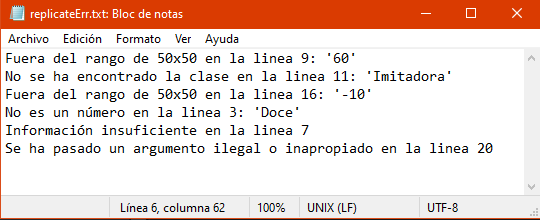 replicateErr.txt: Bloc de notas
Archivo Edición Formato Ver Ayuda
Fuera del rango de 50x50 en la linea 9: '60'
No se ha encontrado la clase en la linea 11: 'Imitadora'
Fuera del rango de 50x50 en la linea 16: '-10'
No es un número en la linea 3: 'Doce'
Información insuficiente en la linea 7
Se ha pasado un argumento ilegal o inapropiado en la linea 20
Línea 6, columna 62 100% UNIX (LF) UTF-8